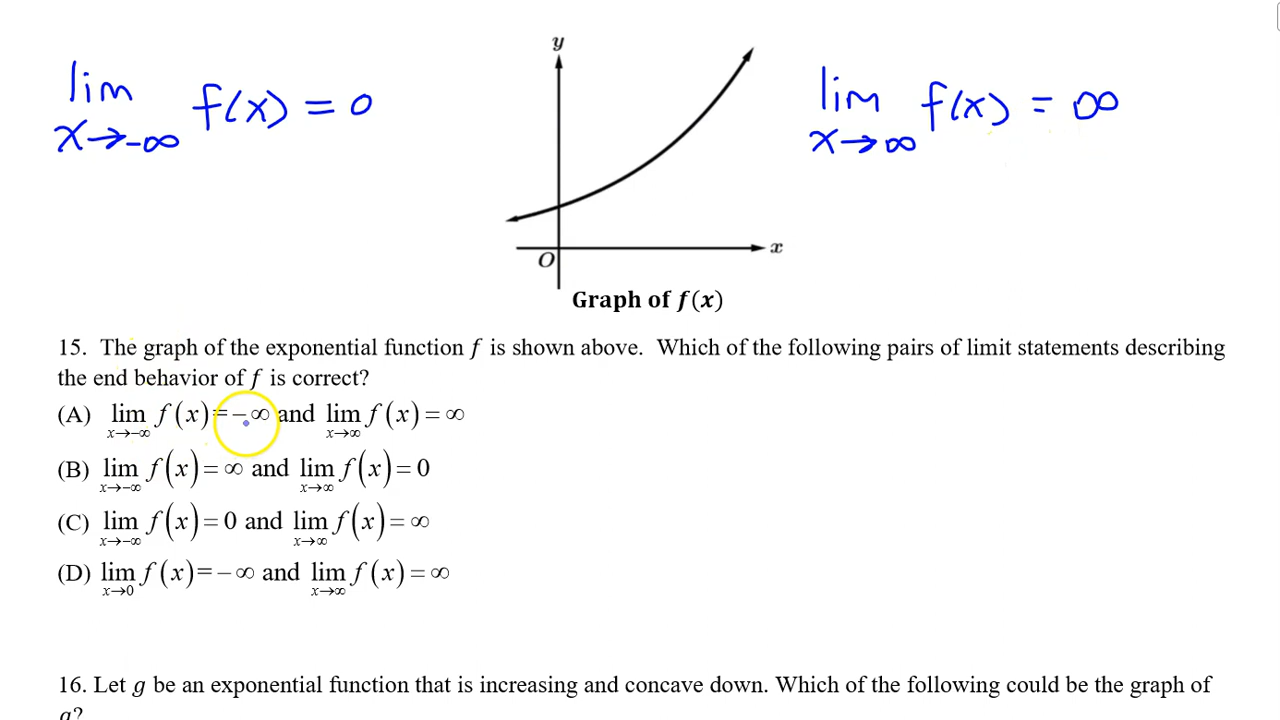 lim f(x) = 0
x→-∞
y
lim f(x) = ∞
x→∞
x
O
Graph of f(x)
15. The graph of the exponential function f is shown above. Which of the following pairs of limit statements describing
the end behavior of f is correct?
(A) lim f(x)=−∞ and lim f(x)=∞
x→−∞ x→∞
(B) lim f(x)=∞ and lim f(x)=0
x→−∞ x→∞
(C) lim f(x)=0 and lim f(x)=∞
x→−∞ x→∞
(D) lim f(x)=−∞ and lim f(x)=∞
x→0 x→∞
16. Let g be an exponential function that is increasing and concave down. Which of the following could be the graph of
g?